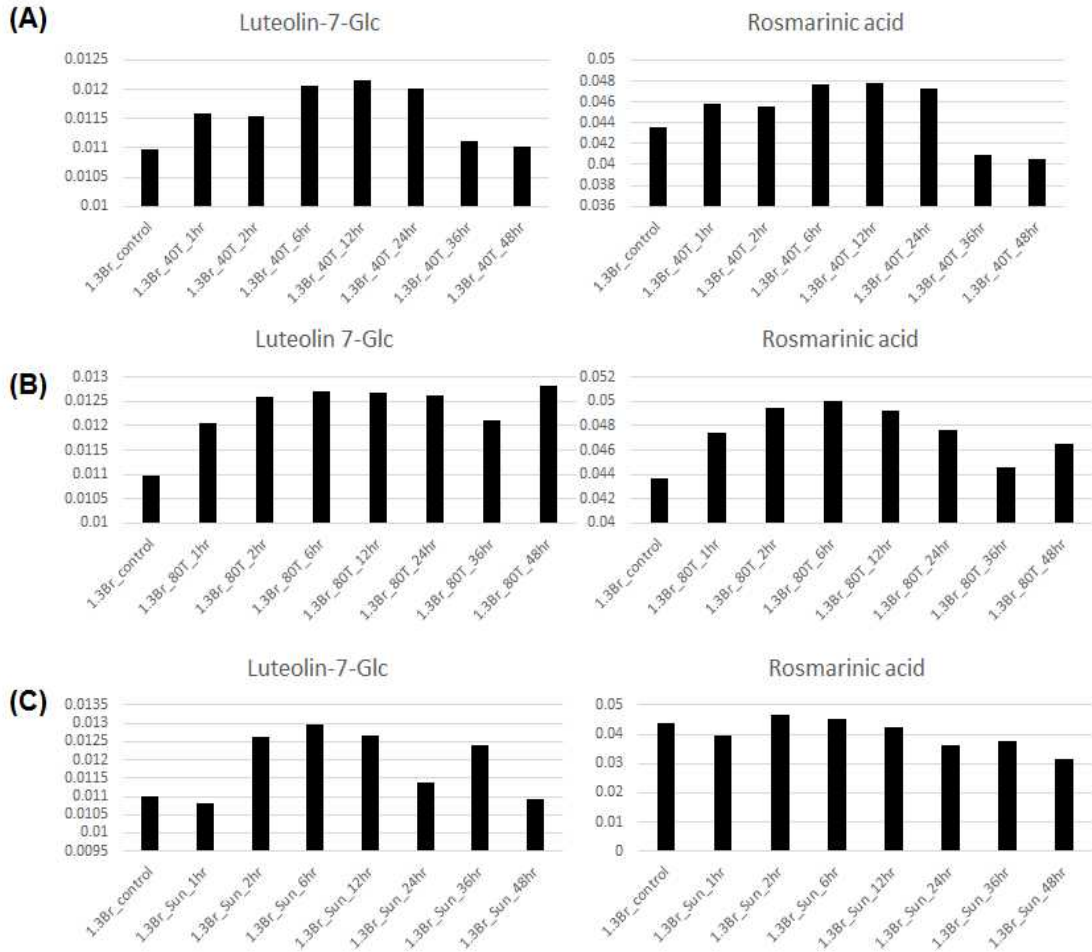 (A)
Luteolin-7-Glc
0.0125
0.012
0.0115
0.011
0.0105
0.01
1.3Br_control
1.3Br_40T_1hr
1.3Br_40T_2hr
1.3Br_40T_6hr
1.3Br_40T_12hr
1.3Br_40T_24hr
1.3Br_40T_36hr
1.3Br_40T_48hr
Rosmarinic acid
0.05
0.048
0.046
0.044
0.042
0.04
0.038
0.036
1.3Br_control
1.3Br_40T_1hr
1.3Br_40T_2hr
1.3Br_40T_6hr
1.3Br_40T_12hr
1.3Br_40T_24hr
1.3Br_40T_36hr
1.3Br_40T_48hr
(B)
Luteolin 7-Glc
0.013
0.0125
0.012
0.0115
0.011
0.0105
0.01
1.3Br_control
1.3Br_80T_1hr
1.3Br_80T_2hr
1.3Br_80T_6hr
1.3Br_80T_12hr
1.3Br_80T_24hr
1.3Br_80T_36hr
1.3Br_80T_48hr
Rosmarinic acid
0.052
0.05
0.048
0.046
0.044
0.042
0.04
1.3Br_control
1.3Br_80T_1hr
1.3Br_80T_2hr
1.3Br_80T_6hr
1.3Br_80T_12hr
1.3Br_80T_24hr
1.3Br_80T_36hr
1.3Br_80T_48hr
(C)
Luteolin-7-Glc
0.0135
0.013
0.0125
0.012
0.0115
0.011
0.0105
0.01
0.0095
1.3Br_control
1.3Br_Sun_1hr
1.3Br_Sun_2hr
1.3Br_Sun_6hr
1.3Br_Sun_12hr
1.3Br_Sun_24hr
1.3Br_Sun_36hr
1.3Br_Sun_48hr
Rosmarinic acid
0.05
0.04
0.03
0.02
0.01
0
1.3Br_control
1.3Br_Sun_1hr
1.3Br_Sun_2hr
1.3Br_Sun_6hr
1.3Br_Sun_12hr
1.3Br_Sun_24hr
1.3Br_Sun_36hr
1.3Br_Sun_48hr